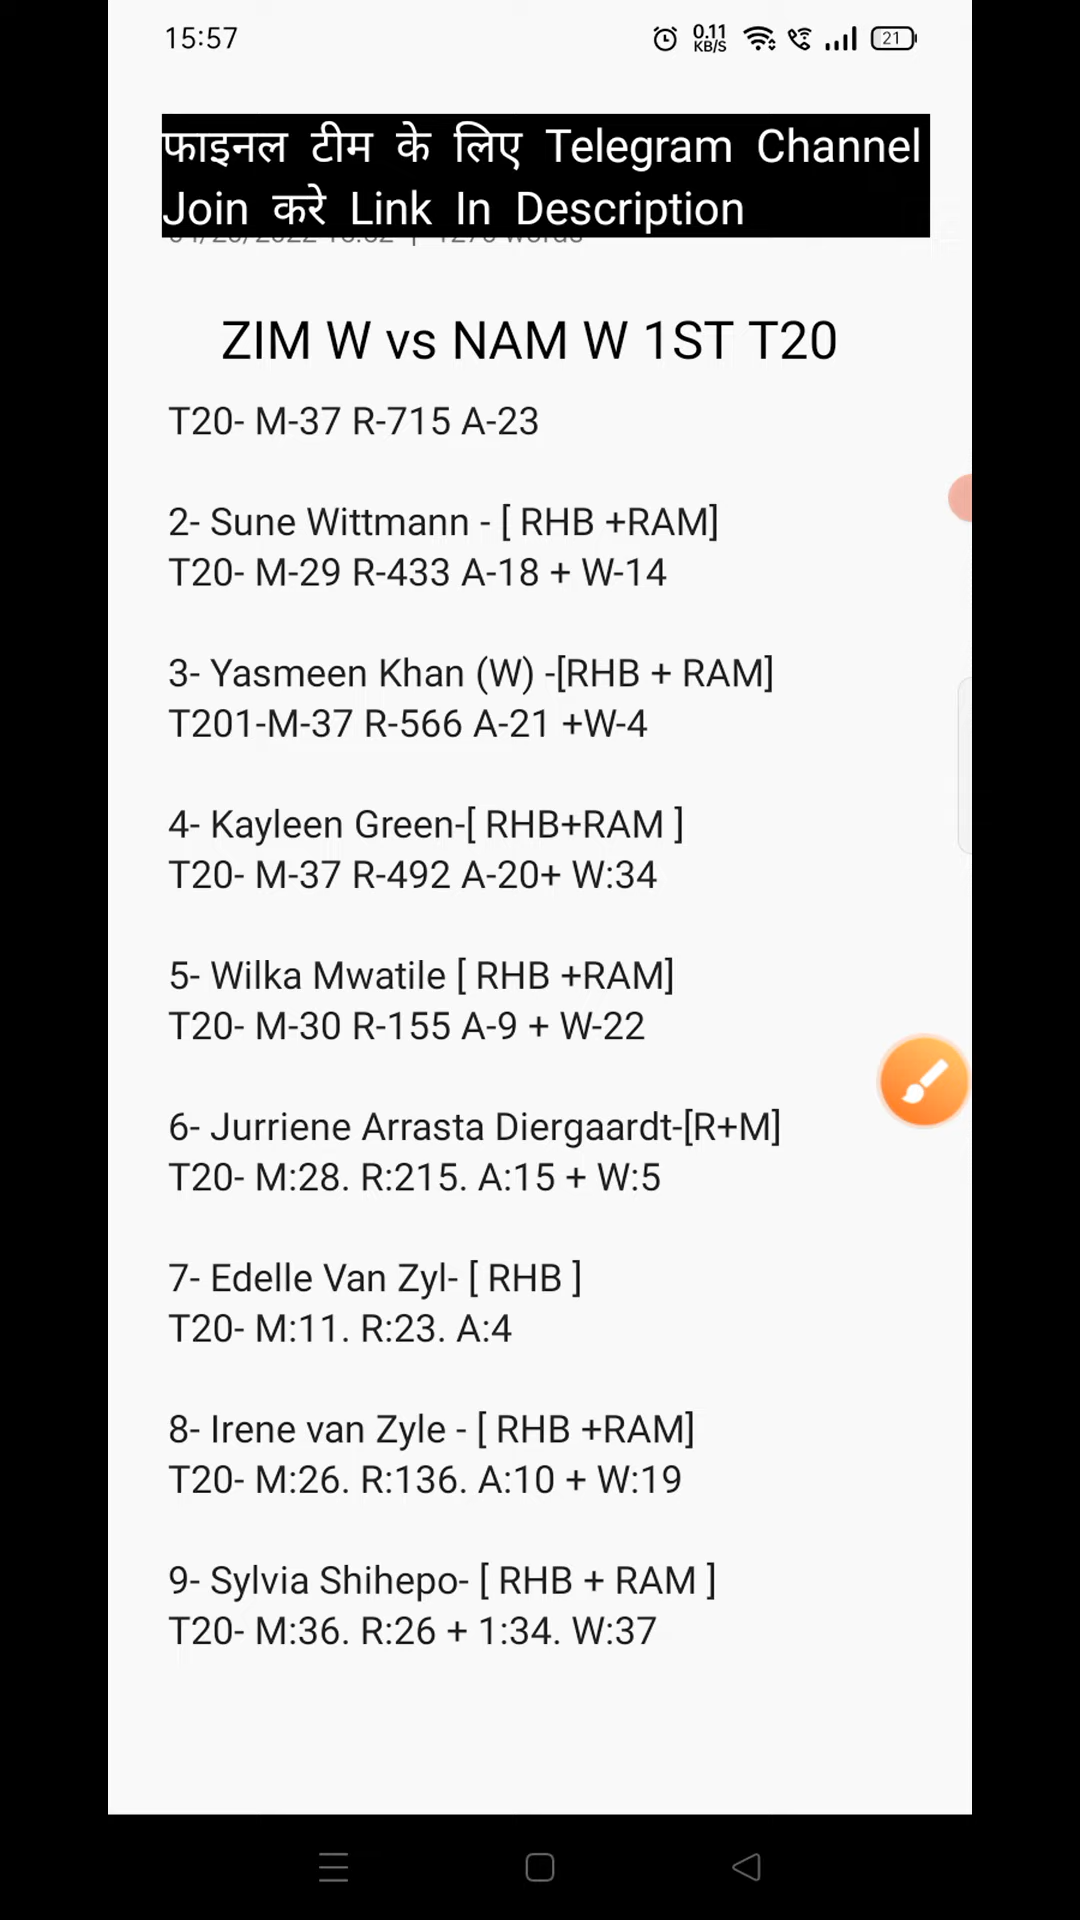 15:57
0.11
KB/S
21
फाइनल टीम के लिए Telegram Channel
Join करे Link In Description
ZIM W vs NAM W 1ST T20
T20- M-37 R-715 A-23
2- Sune Wittmann - [ RHB +RAM]
T20- M-29 R-433 A-18 + W-14
3- Yasmeen Khan (W) -[RHB + RAM]
T201-M-37 R-566 A-21 +W-4
4- Kayleen Green-[ RHB+RAM ]
T20- M-37 R-492 A-20+ W:34
5- Wilka Mwatile [ RHB +RAM]
T20- M-30 R-155 A-9 + W-22
6- Jurriene Arrasta Diergaardt-[R+M]
T20- M:28. R:215. A:15 + W:5
7- Edelle Van Zyl- [ RHB ]
T20- M:11. R:23. A:4
8- Irene van Zyle - [ RHB +RAM]
T20- M:26. R:136. A:10 + W:19
9- Sylvia Shihepo- [ RHB + RAM ]
T20- M:36. R:26 + 1:34. W:37